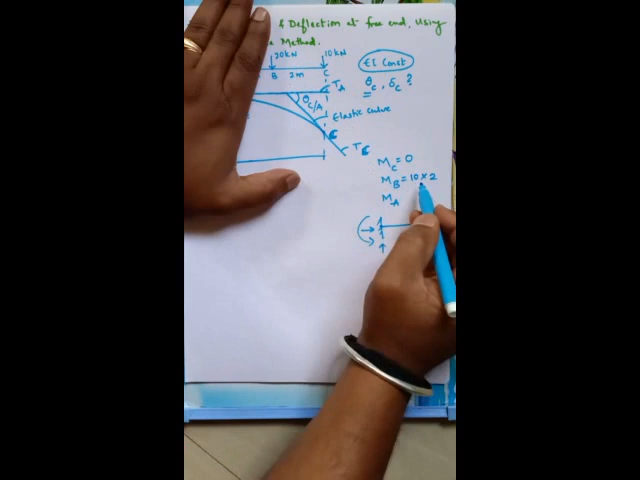 & Deflection at free end. Using
Method.
20kN 10kN
B 2m C
EI Const
θc, δc ?
TA
θC/A
Elastic curve
Mc = 0
MB = 10 × 2
MA